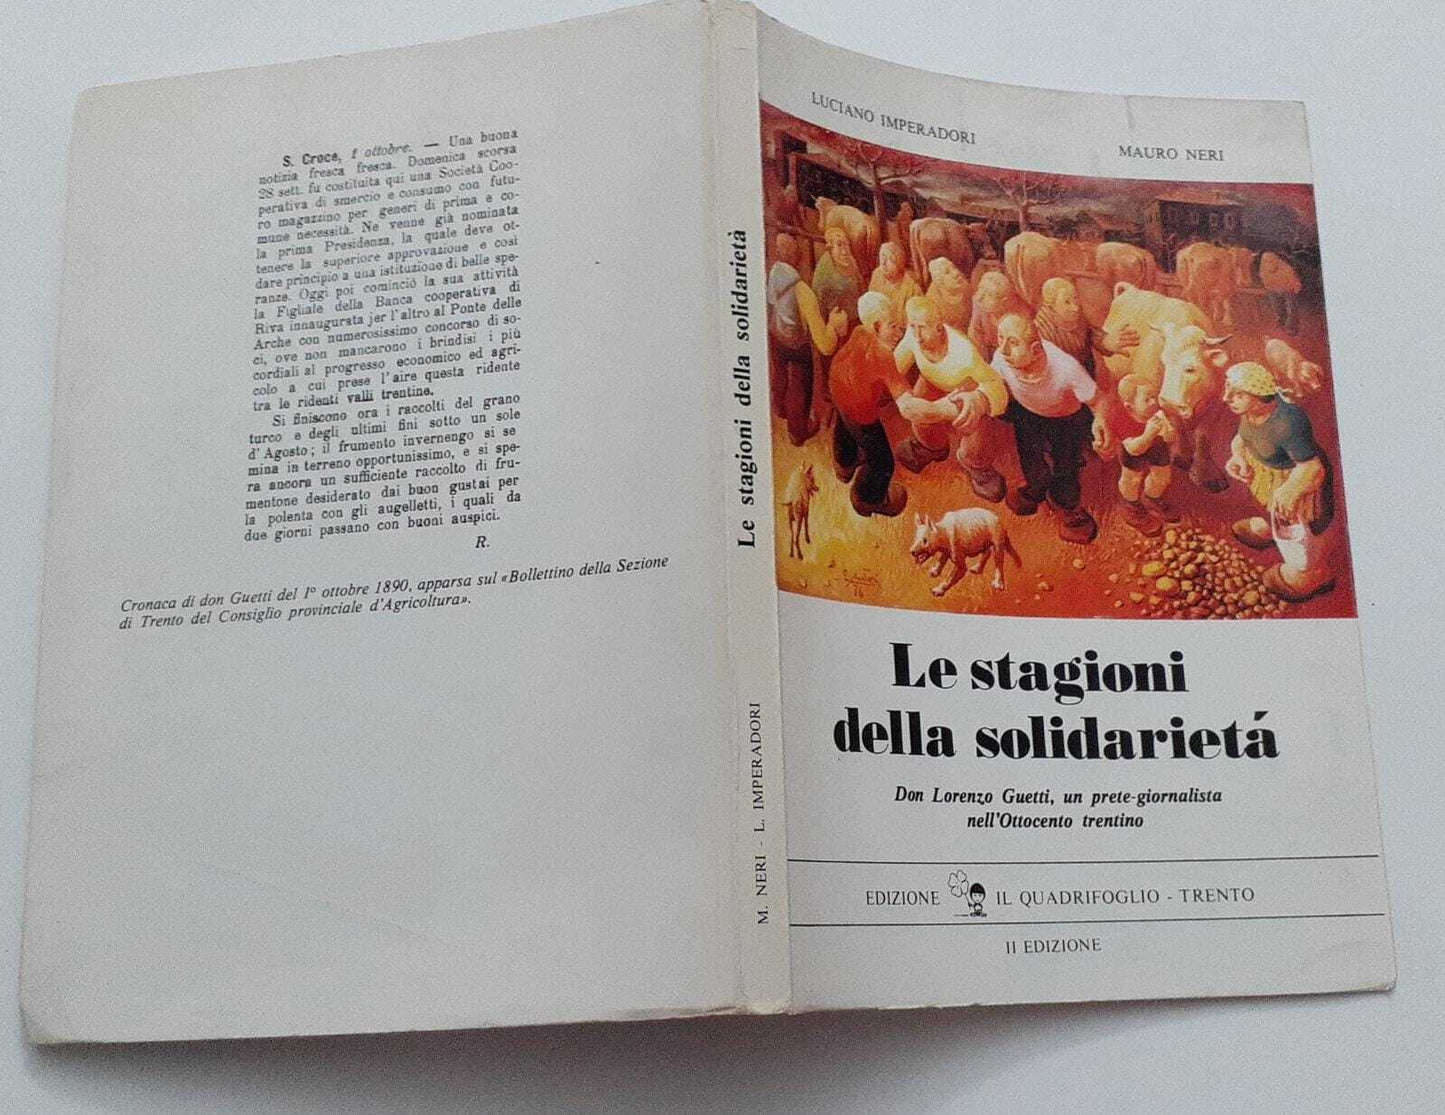 S. Croce, 1 ottobre. — Una buona
notizia fresca fresca. Domenica scorsa
28 sett. fu costituita qui una Società Coo-
perativa di smercio e consumo con futu-
ro magazzino per generi di prima e co-
mune necessità. Ne venne già nominata
la prima Presidenza, la quale deve ot-
tenere la superiore approvazione e così
dare principio a una istituzione di belle spe-
ranze. Oggi poi cominciò la sua attività
la Figliale della Banca cooperativa di
Riva innaugurata jer l'altro al Ponte delle
Arche con numerosissimo concorso di so-
ci, ove non mancarono i brindisi i più
cordiali al progresso economico ed agri-
colo a cui prese l'aire questa ridente
tra le ridenti valli trentine.
Si finiscono ora i raccolti del grano
turco e degli ultimi fini sotto un sole
d'Agosto; il frumento invernengo si se
mina in terreno opportunissimo, e si spe-
ra ancora un sufficiente raccolto di fru-
mentone desiderato dai buon gustai per
la polenta con gli augelletti, i quali da
due giorni passano con buoni auspici.
R.
Cronaca di don Guetti del 1° ottobre 1890, apparsa sul «Bollettino della Sezione
di Trento del Consiglio provinciale d'Agricoltura».
Le stagioni della solidarietà
M. NERI - L. IMPERADORI
LUCIANO IMPERADORI
MAURO NERI
Le stagioni
della solidarietá
Don Lorenzo Guetti, un prete-giornalista
nell'Ottocento trentino
EDIZIONE IL QUADRIFOGLIO - TRENTO
II EDIZIONE